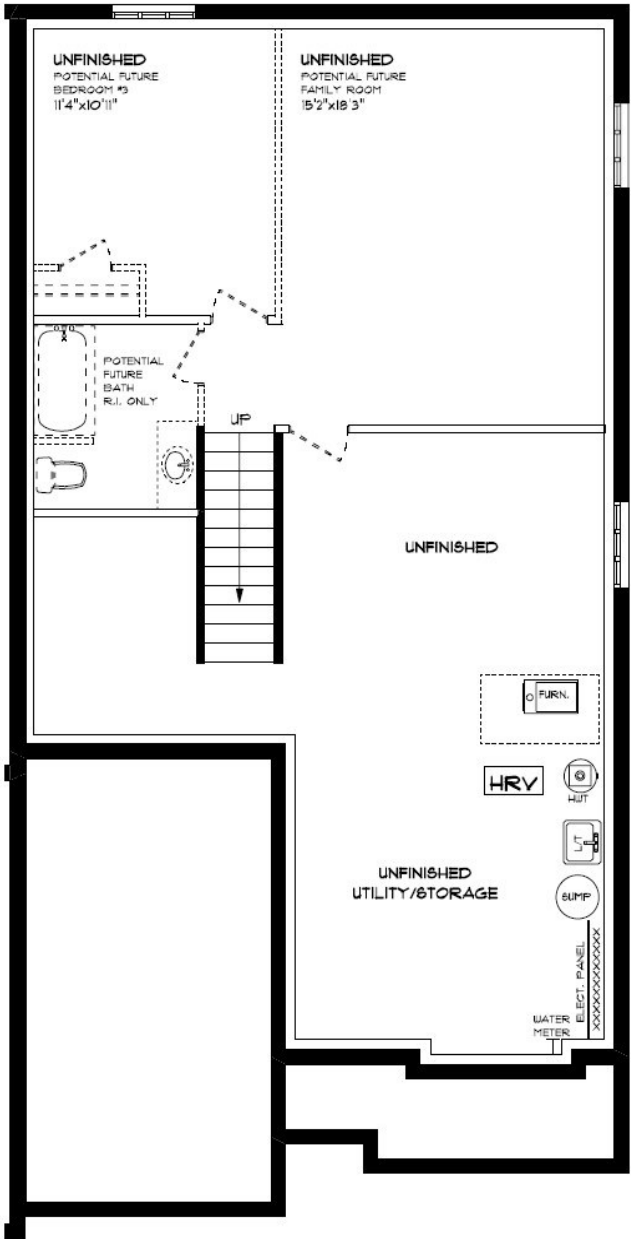 UNFINISHED
POTENTIAL FUTURE
BEDROOM #3
11'4"x10'11"
UNFINISHED
POTENTIAL FUTURE
FAMILY ROOM
15'2"x18'3"
POTENTIAL
FUTURE
BATH
R.I. ONLY
UP
UNFINISHED
FURN.
HRV
HWT
L/T
UNFINISHED
UTILITY/STORAGE
SUMP
ELECT. PANEL
WATER
METER